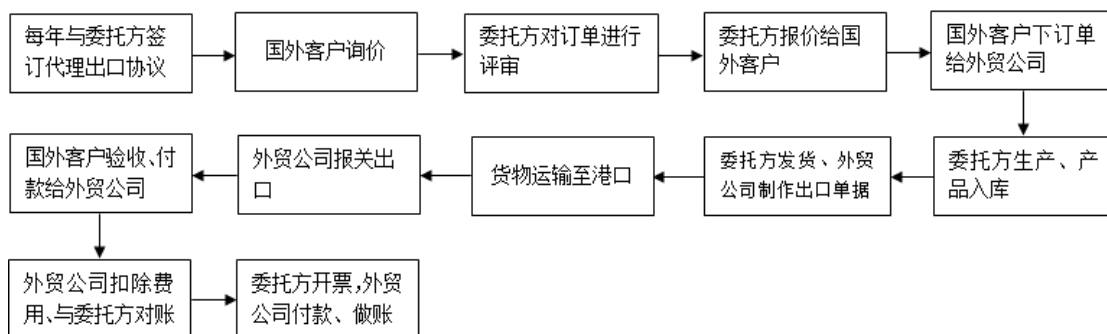 每年与委托方签
订代理出口协议
国外客户询价
委托方对订单进行
评审
委托方报价给国
外客户
国外客户下订单
给外贸公司
委托方生产、产
品入库
委托方发货、外贸
公司制作出口单据
货物运输至港口
外贸公司报关出
口
国外客户验收、付
款给外贸公司
外贸公司扣除费
用、与委托方对账
委托方开票,外贸
公司付款、做账